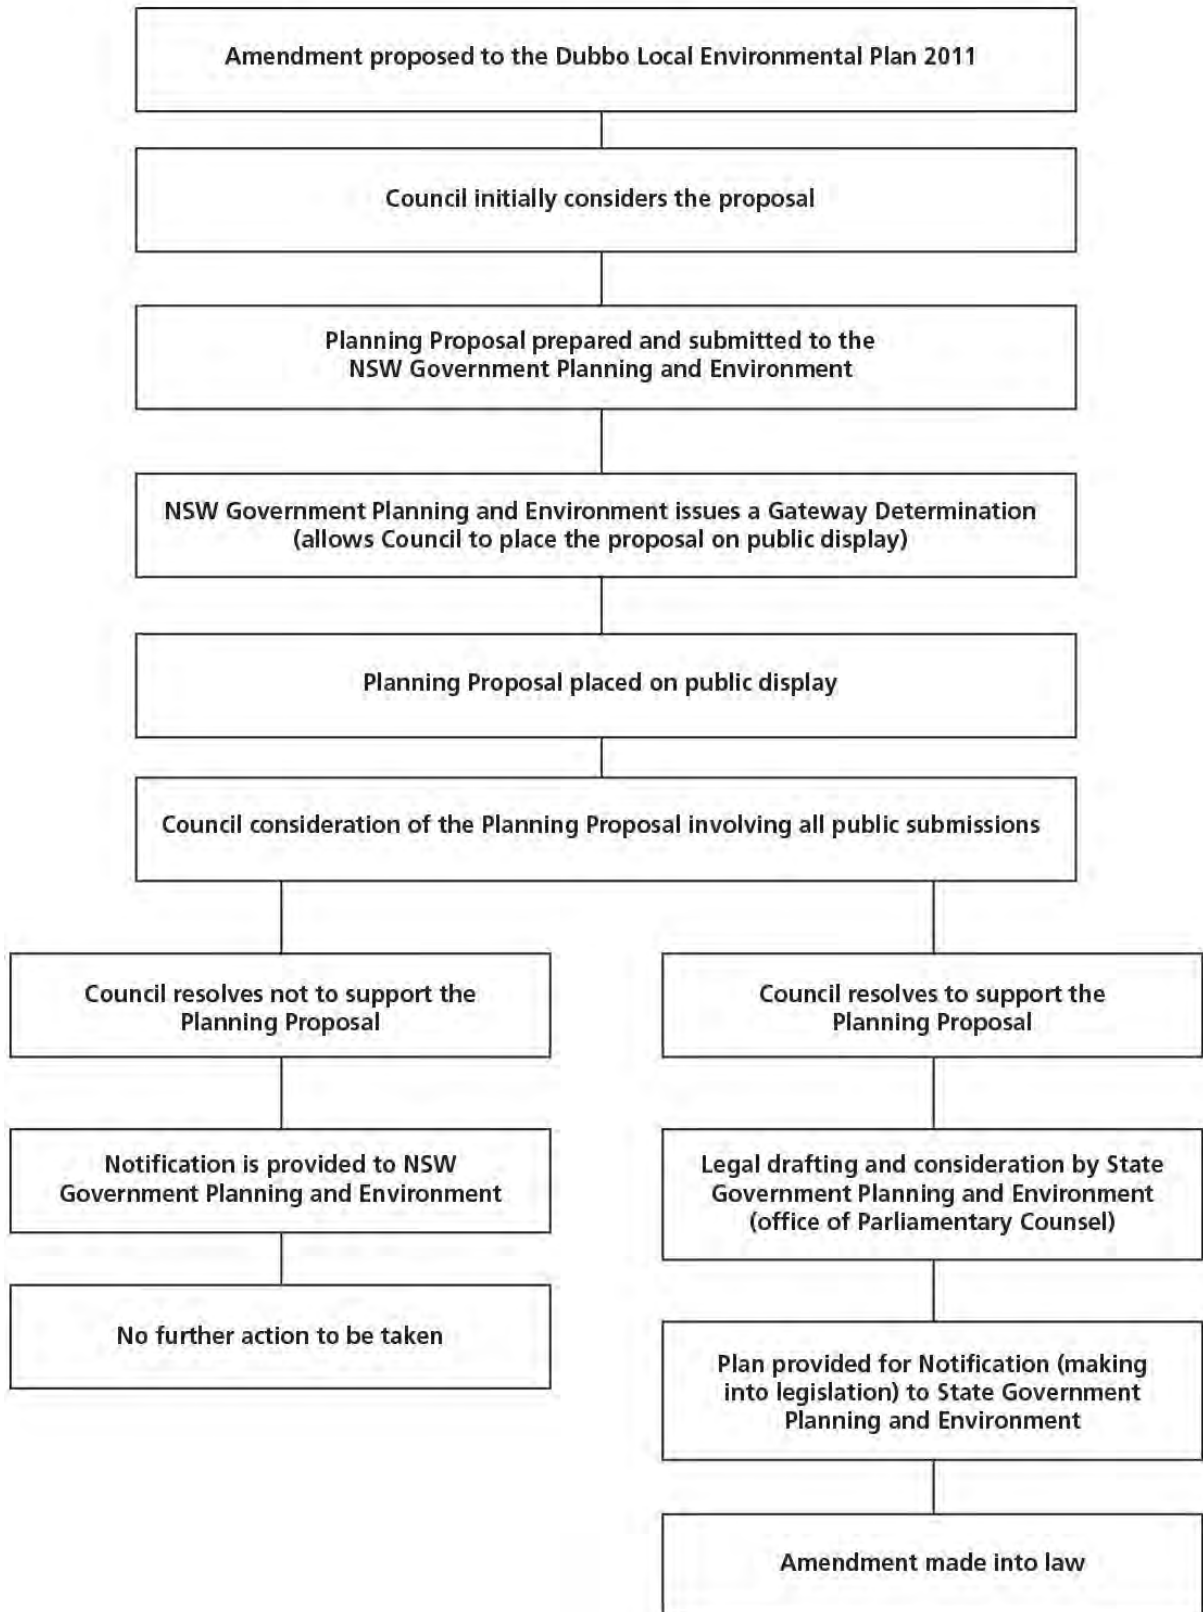 Amendment proposed to the Dubbo Local Environmental Plan 2011
Council initially considers the proposal
Planning Proposal prepared and submitted to the
NSW Government Planning and Environment
NSW Government Planning and Environment issues a Gateway Determination
(allows Council to place the proposal on public display)
Planning Proposal placed on public display
Council consideration of the Planning Proposal involving all public submissions
Council resolves not to support the
Planning Proposal
Notification is provided to NSW
Government Planning and Environment
No further action to be taken
Council resolves to support the
Planning Proposal
Legal drafting and consideration by State
Government Planning and Environment
(office of Parliamentary Counsel)
Plan provided for Notification (making
into legislation) to State Government
Planning and Environment
Amendment made into law